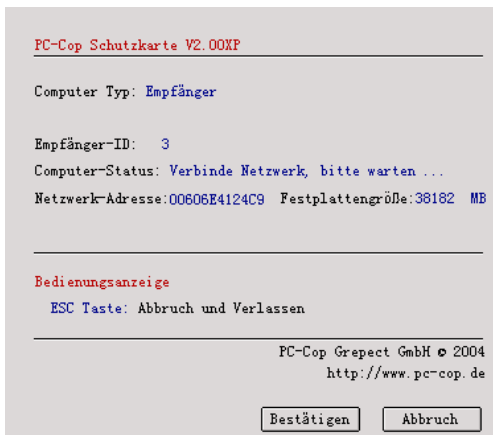 PC-Cop Schutzkarte V2.00XP
Computer Typ: Empfänger
Empfänger-ID: 3
Computer-Status: Verbinde Netzwerk, bitte warten ...
Netzwerk-Adresse:00606E4124C9 Festplattengröße:38182 MB
Bedienungsanzeige
ESC Taste: Abbruch und Verlassen
PC-Cop Grepect GmbH © 2004
http://www.pc-cop.de
Bestätigen Abbruch